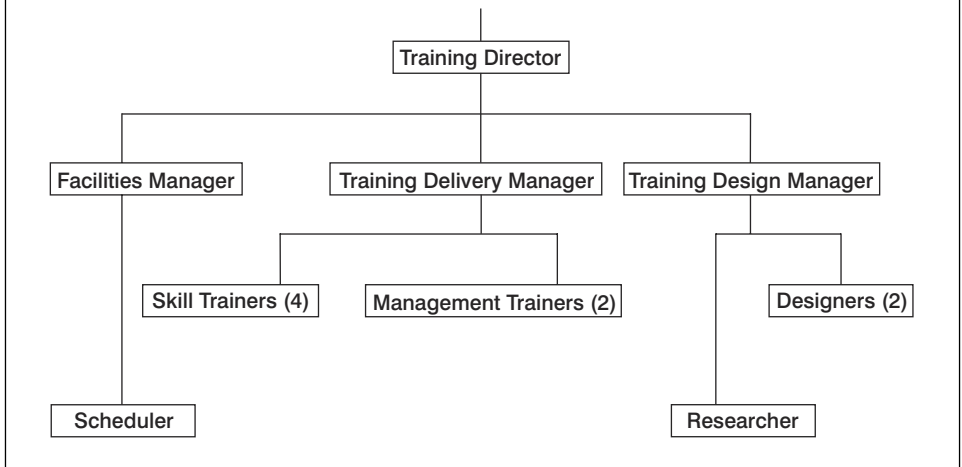 Training Director
Facilities Manager
Training Delivery Manager
Training Design Manager
Skill Trainers (4)
Management Trainers (2)
Designers (2)
Scheduler
Researcher